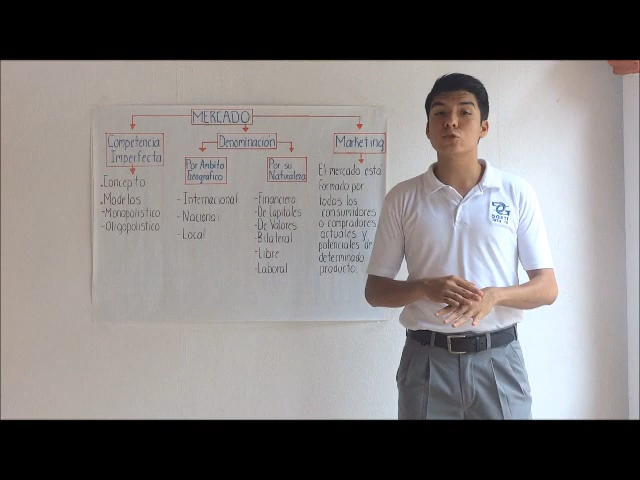 MERCADO
Competencia
Imperfecta
.Concepto
.Modelos
-Monopolístico
-Oligopolistico
Denominación
Por Ambito
Geográfico
- Internacional
- Nacional
- Local
Por su
Naturaleza
-Financiero
-De Capitales
-De Valores
-Bilateral
-Libre
-Laboral
Marketing
El mercado está
formado por
todos los
consumidores
o compradores
actuales y
potenciales de
determinado
producto.